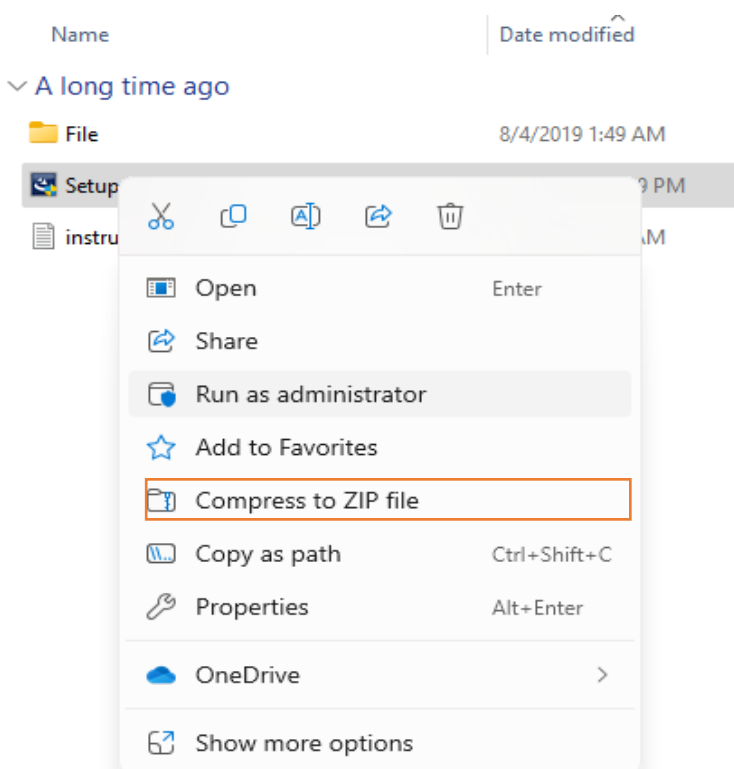 Name Date modified
A long time ago
File 8/4/2019 1:49 AM
Setup 9 PM
instru
Open Enter
Share
Run as administrator
Add to Favorites
Compress to ZIP file
Copy as path Ctrl+Shift+C
Properties Alt+Enter
OneDrive
Show more options